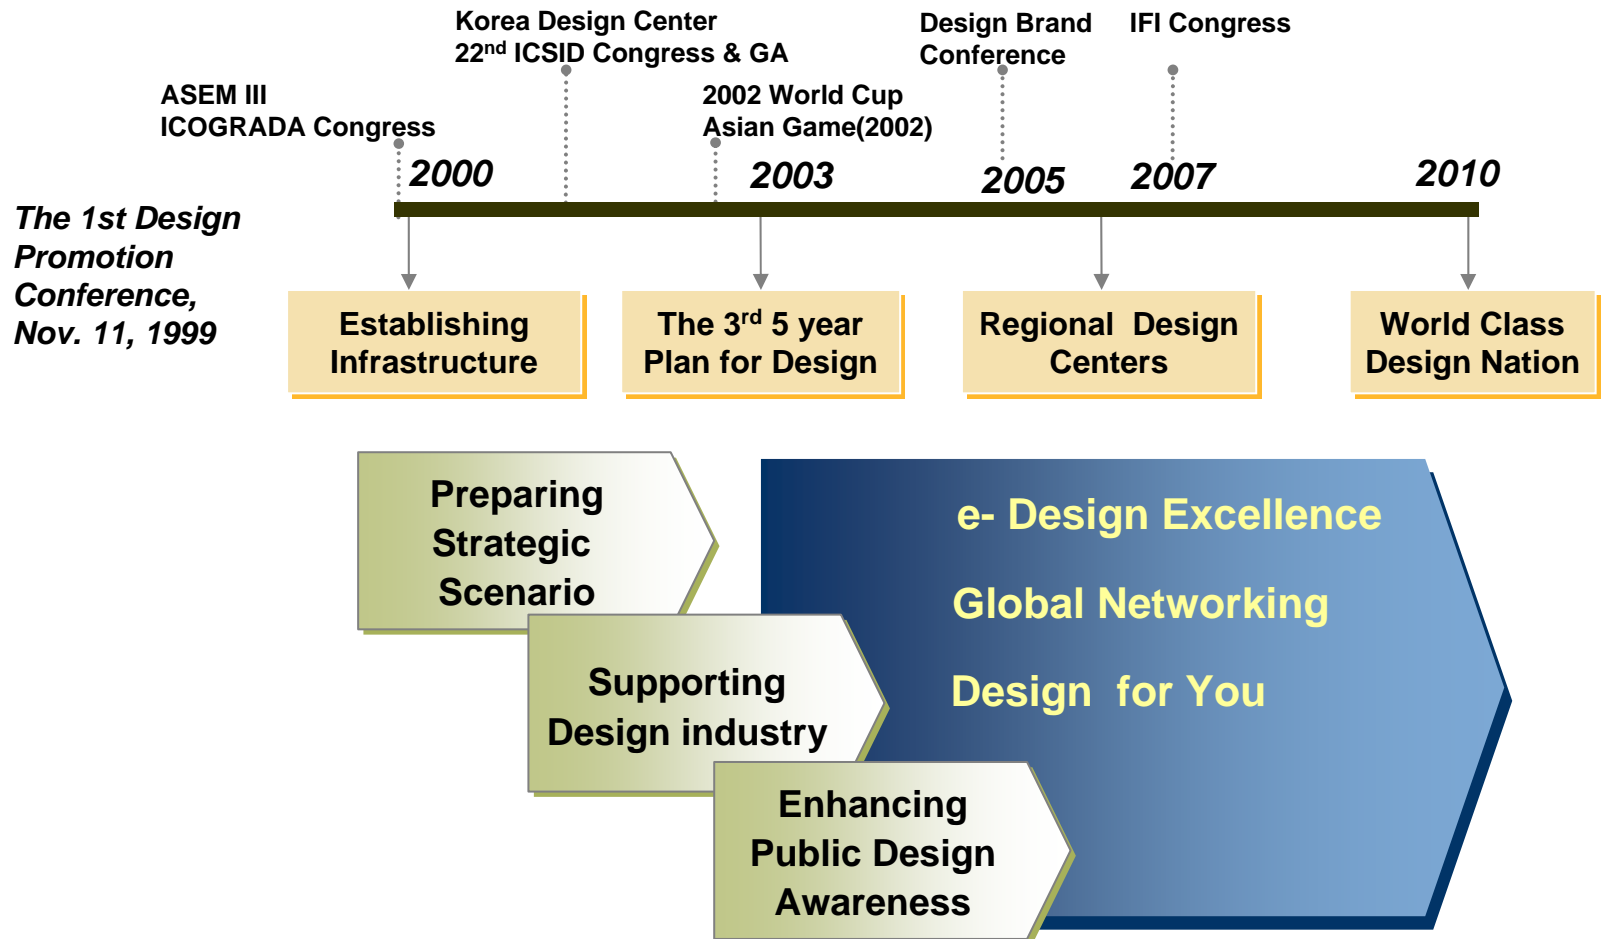 Korea Design Center
22nd ICSID Congress & GA
Design Brand
Conference
IFI Congress
ASEM III
ICOGRADA Congress
2002 World Cup
Asian Game(2002)
2000
2003
2005
2007
2010
The 1st Design
Promotion
Conference,
Nov. 11, 1999
Establishing
Infrastructure
The 3rd 5 year
Plan for Design
Regional Design
Centers
World Class
Design Nation
Preparing
Strategic
Scenario
Supporting
Design industry
Enhancing
Public Design
Awareness
e- Design Excellence
Global Networking
Design for You